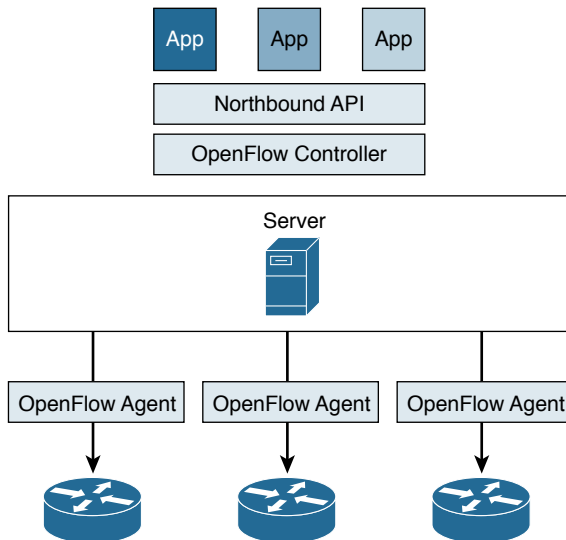 App App App
Northbound API
OpenFlow Controller
Server
OpenFlow Agent OpenFlow Agent OpenFlow Agent